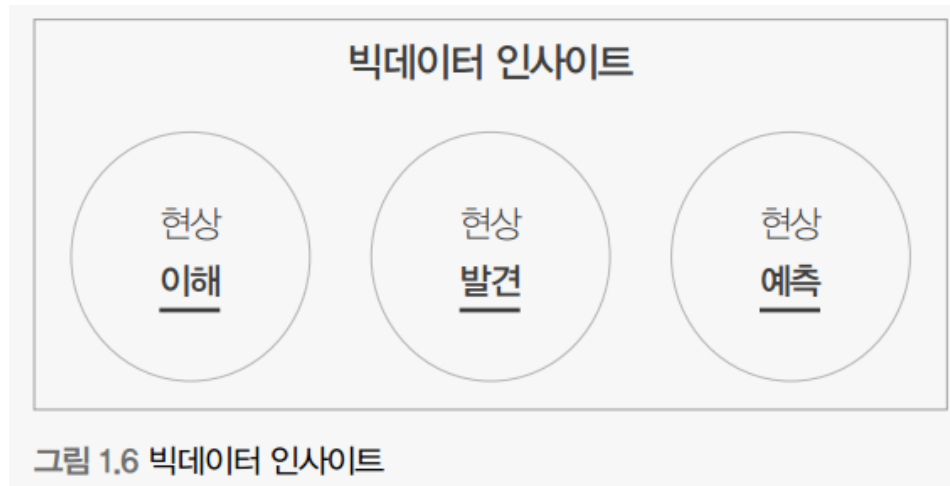 빅데이터 인사이트
현상
이해
현상
발견
현상
예측
그림 1.6 빅데이터 인사이트